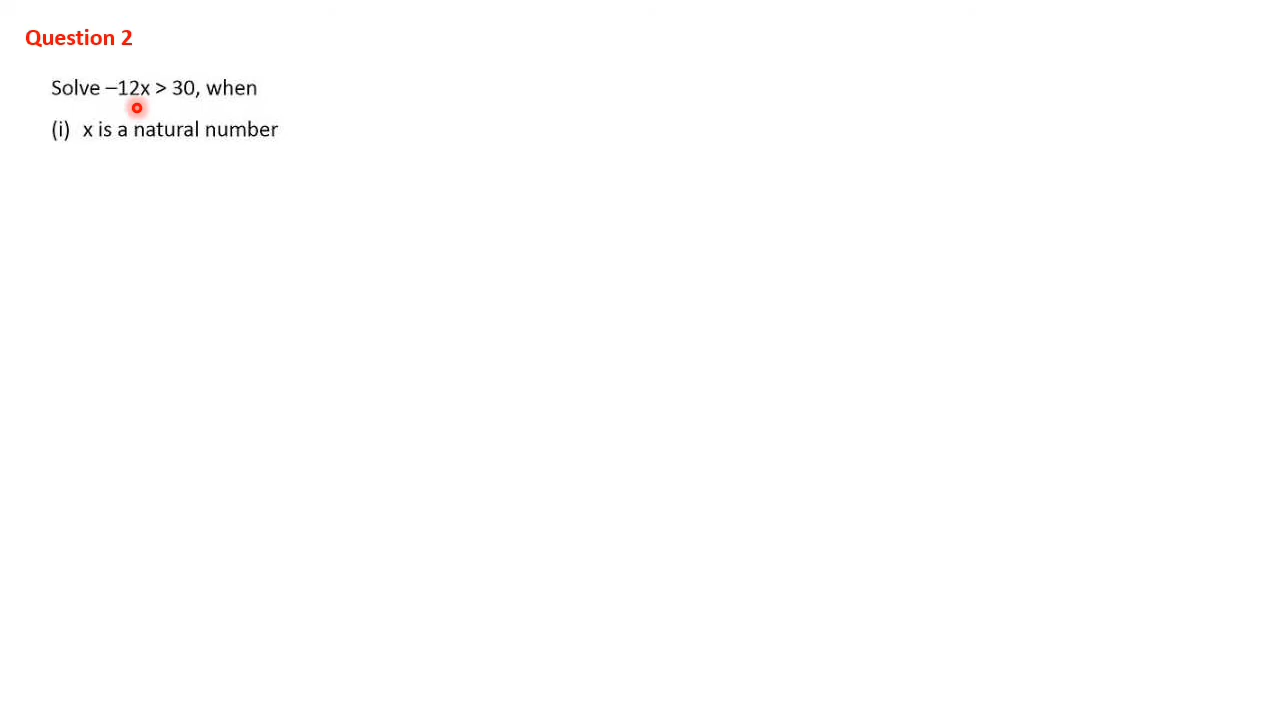 Question 2
Solve –12x > 30, when
(i) x is a natural number